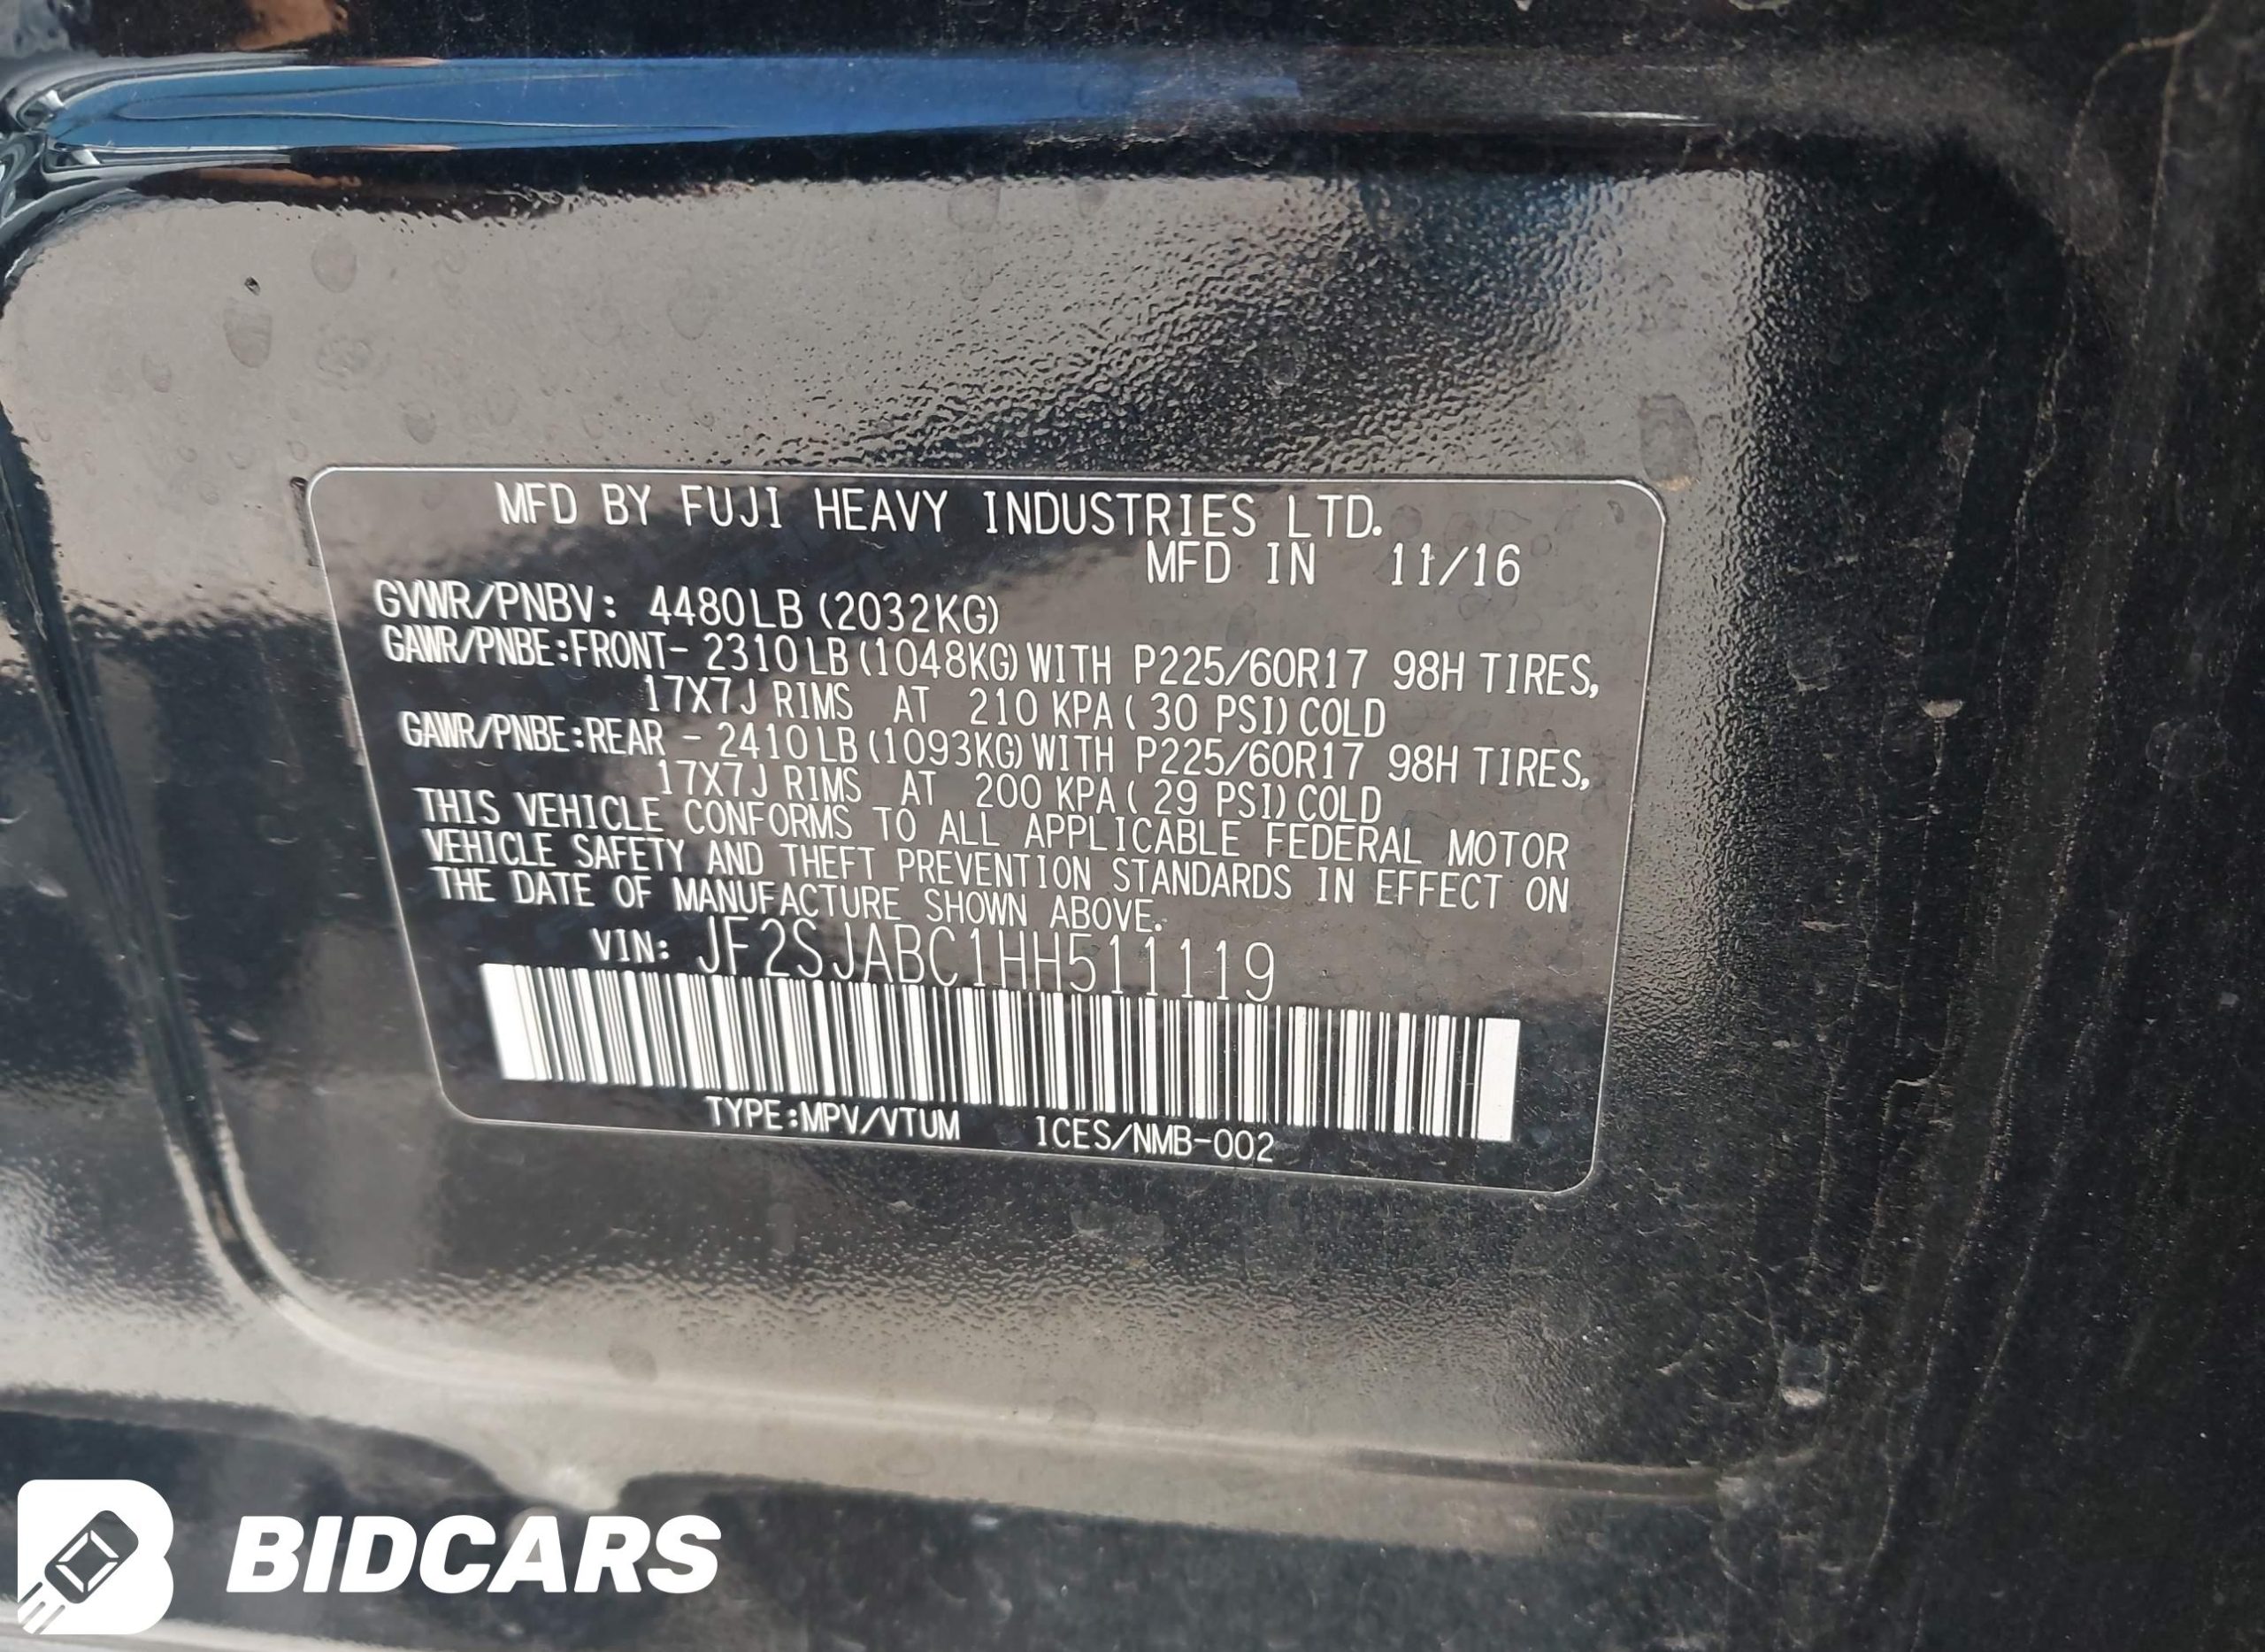 MFD BY FUJI HEAVY INDUSTRIES LTD.
MFD IN 11/16
GVWR/PNBV: 4480LB (2032KG)
GAWR/PNBE:FRONT- 2310LB (1048KG) WITH P225/60R17 98H TIRES,
17X7J RIMS AT 210 KPA ( 30 PSI) COLD
GAWR/PNBE:REAR - 2410LB (1093KG) WITH P225/60R17 98H TIRES,
17X7J RIMS AT 200 KPA ( 29 PSI) COLD
THIS VEHICLE CONFORMS TO ALL APPLICABLE FEDERAL MOTOR
VEHICLE SAFETY AND THEFT PREVENTION STANDARDS IN EFFECT ON
THE DATE OF MANUFACTURE SHOWN ABOVE.
VIN: JF2SJABC1HH511119
TYPE:MPV/VTUM ICES/NMB-002
BIDCARS